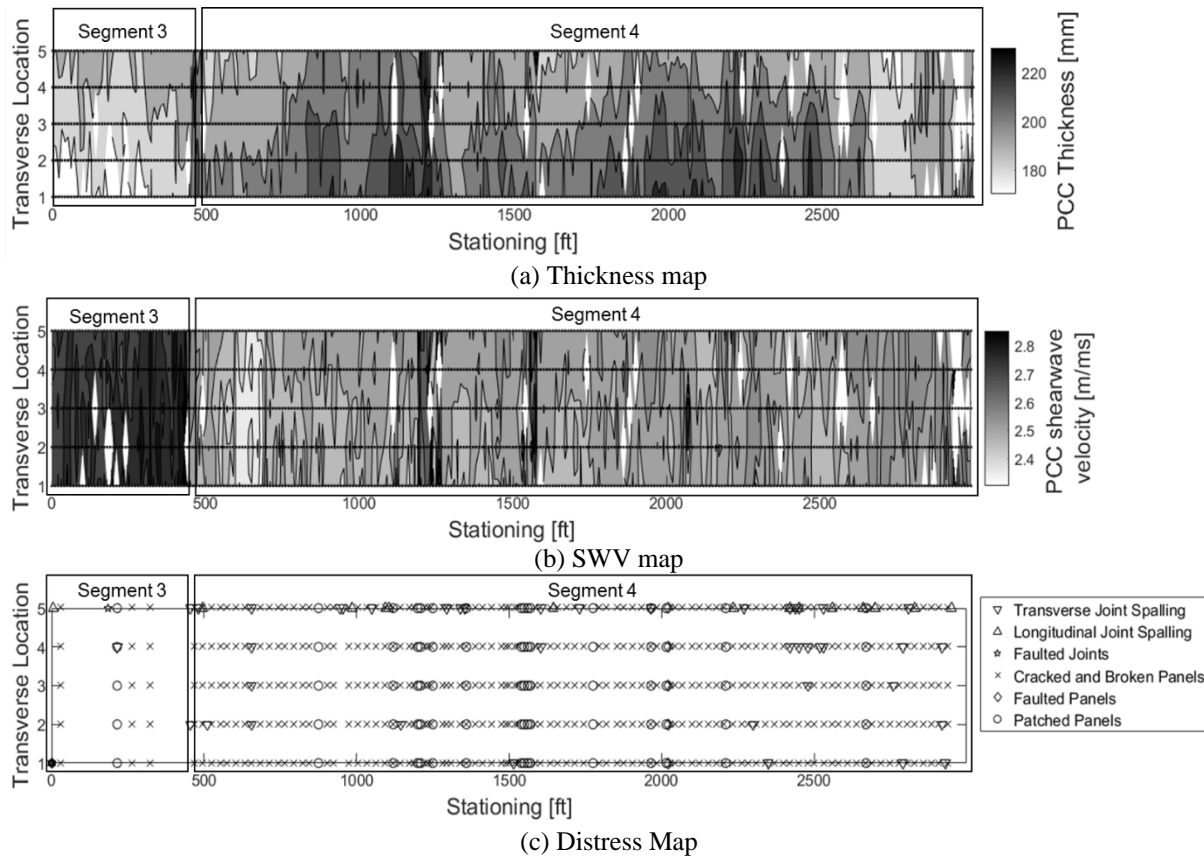 Segment 3
Segment 4
Transverse Location
5
4
3
2
1
0
500
1000
1500
2000
2500
Stationing [ft]
220
200
180
PCC Thickness [mm]
(a) Thickness map
Segment 3
Segment 4
Transverse Location
5
4
3
2
1
0
500
1000
1500
2000
2500
Stationing [ft]
2.8
2.7
2.6
2.5
2.4
PCC shearwave
velocity [m/ms]
(b) SWV map
Segment 3
Segment 4
Transverse Location
5
4
3
2
1
0
500
1000
1500
2000
2500
Stationing [ft]
Transverse Joint Spalling
Longitudinal Joint Spalling
Faulted Joints
Cracked and Broken Panels
Faulted Panels
Patched Panels
(c) Distress Map